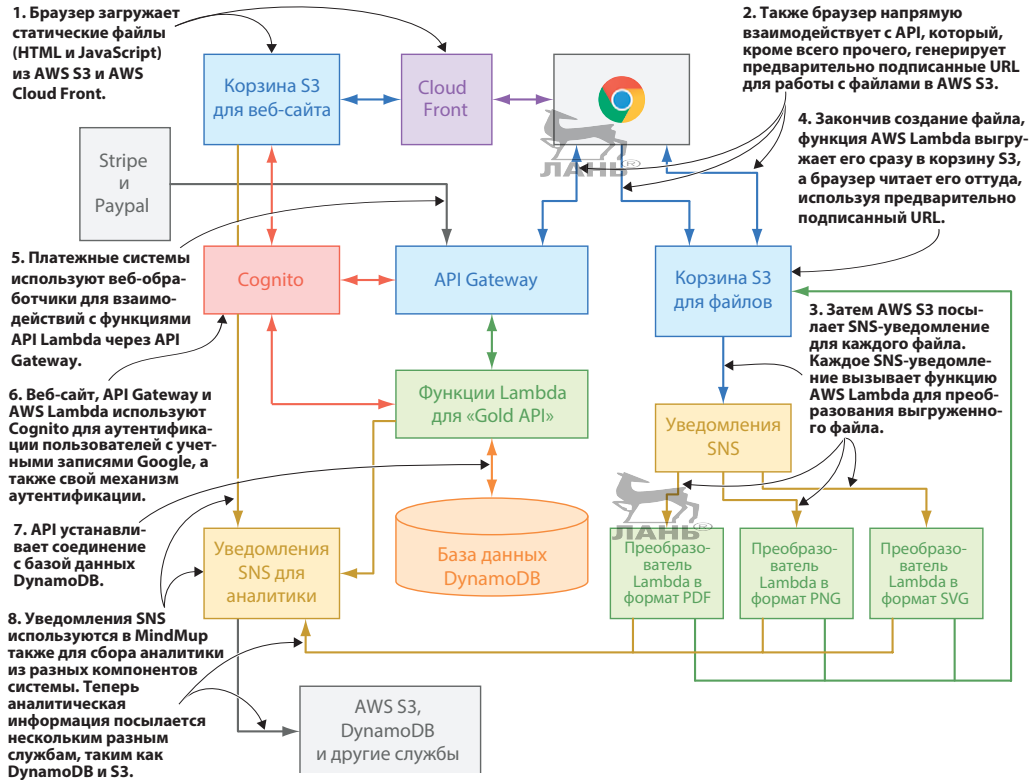 1. Браузер загружает
статические файлы
(HTML и JavaScript)
из AWS S3 и AWS
Cloud Front.
2. Также браузер напрямую
взаимодействует с API, который,
кроме всего прочего, генерирует
предварительно подписанные URL
для работы с файлами в AWS S3.
Корзина S3
для веб-сайта
Cloud
Front
ЛАНЬ®
4. Закончив создание файла,
функция AWS Lambda выгру-
жает его сразу в корзину S3,
а браузер читает его оттуда,
используя предварительно
подписанный URL.
Stripe
и
Paypal
5. Платежные системы
используют веб-обра-
ботчики для взаимо-
действий с функциями
API Lambda через API
Gateway.
Cognito
API Gateway
Корзина S3
для файлов
3. Затем AWS S3 посы-
лает SNS-уведомление
для каждого файла.
Каждое SNS-уведомле-
ние вызывает функцию
AWS Lambda для преоб-
разования выгруженно-
го файла.
6. Веб-сайт, API Gateway и
AWS Lambda используют
Cognito для аутентифика-
ции пользователей с учет-
ными записями Google, а
также свой механизм
аутентификации.
Функции Lambda
для «Gold API»
Уведомления
SNS
7. API устанавли-
вает соединение
с базой данных
DynamoDB.
Уведомления
SNS для
аналитики
База данных
DynamoDB
ЛАНЬ®
Преобразо-
ватель
Lambda в
формат PDF
Преобразо-
ватель
Lambda в
формат PNG
Преобразо-
ватель
Lambda в
формат SVG
8. Уведомления SNS
используются в MindMup
также для сбора аналитики
из разных компонентов
системы. Теперь
аналитическая
информация посылается
нескольким разным
службам, таким как
DynamoDB и S3.
AWS S3,
DynamoDB
и другие службы